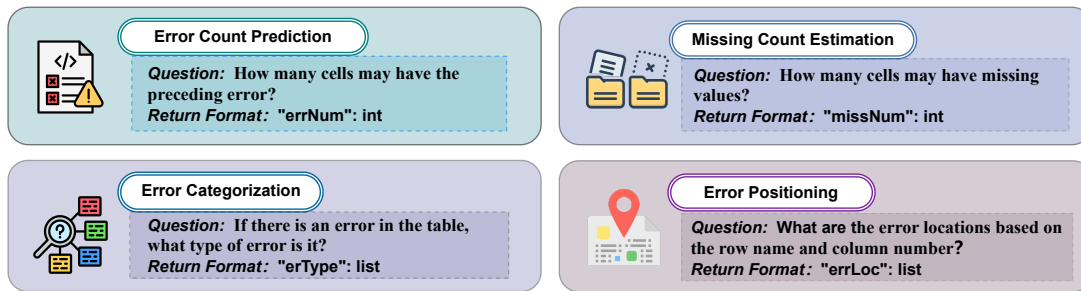 Error Count Prediction
Question: How many cells may have the
preceding error?
Return Format: "errNum": int
Missing Count Estimation
Question: How many cells may have missing
values?
Return Format: "missNum": int
Error Categorization
Question: If there is an error in the table,
what type of error is it?
Return Format: "erType": list
Error Positioning
Question: What are the error locations based on
the row name and column number?
Return Format: "errLoc": list